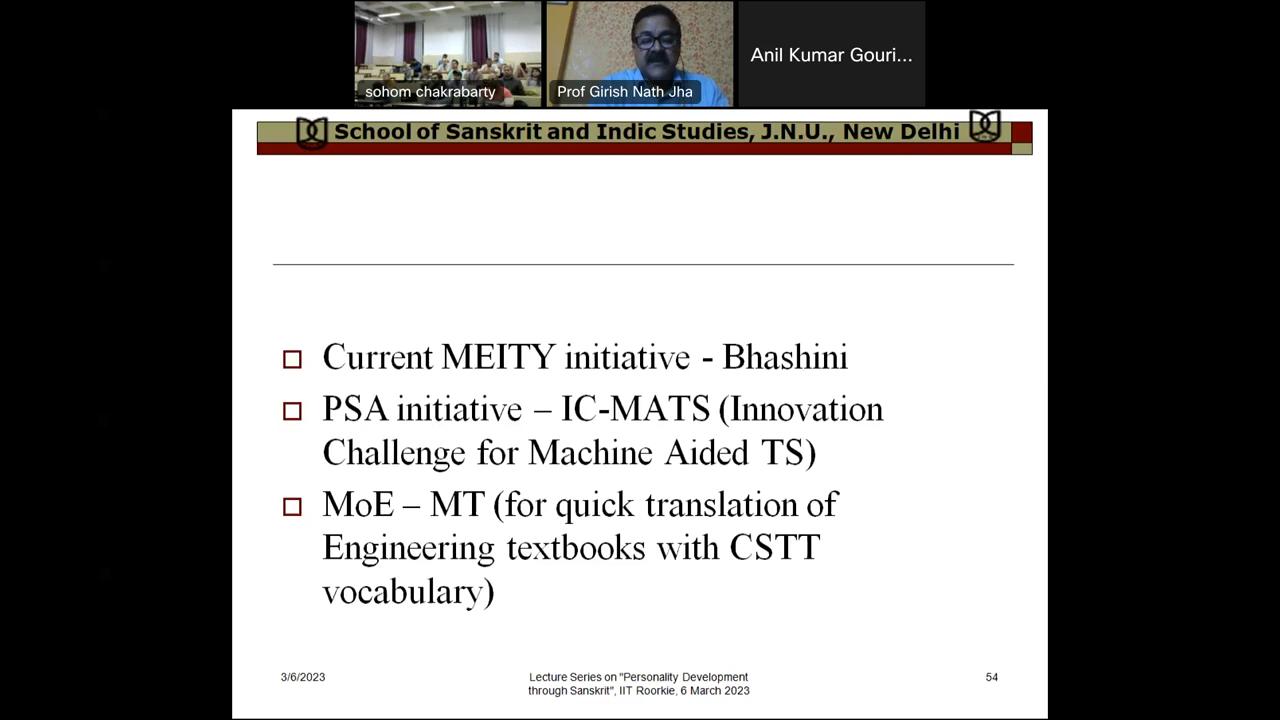 sohom chakrabarty
Prof Girish Nath Jha
Anil Kumar Gouri...
School of Sanskrit and Indic Studies, J.N.U., New Delhi
Current MEITY initiative - Bhashini
PSA initiative – IC-MATS (Innovation
Challenge for Machine Aided TS)
MoE – MT (for quick translation of
Engineering textbooks with CSTT
vocabulary)
3/6/2023
Lecture Series on "Personality Development
through Sanskrit", IIT Roorkie, 6 March 2023
54